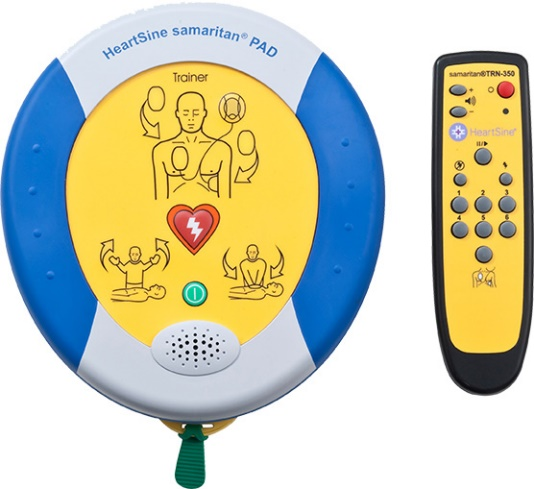 HeartSine samaritan® PAD
Trainer
samaritan®TRN-350
+
-
HeartSine®
1 2 3
4 5 6